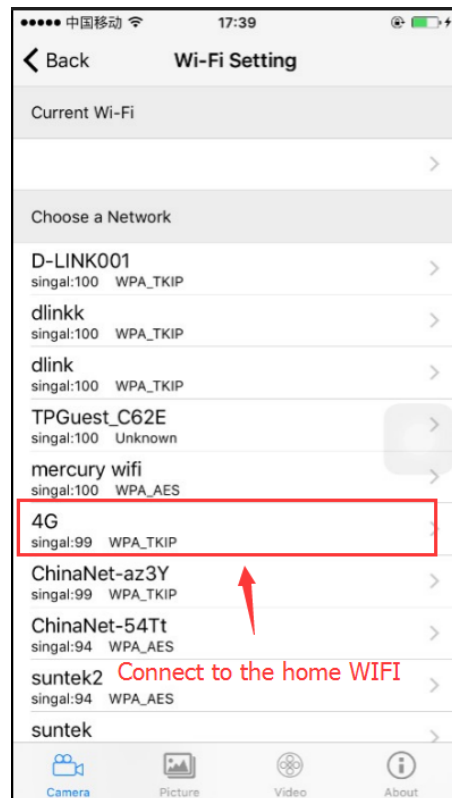 中国移动 17:39
Back Wi-Fi Setting
Current Wi-Fi
Choose a Network
D-LINK001
singal:100 WPA_TKIP
dlinkk
singal:100 WPA_TKIP
dlink
singal:100 WPA_TKIP
TPGuest_C62E
singal:100 Unknown
mercury wifi
singal:100 WPA_AES
4G
singal:99 WPA_TKIP
ChinaNet-az3Y
singal:99 WPA_TKIP
ChinaNet-54Tt
singal:94 WPA_AES
suntek2
Connect to the home WIFI
singal:94 WPA_AES
suntek
Camera Picture Video About